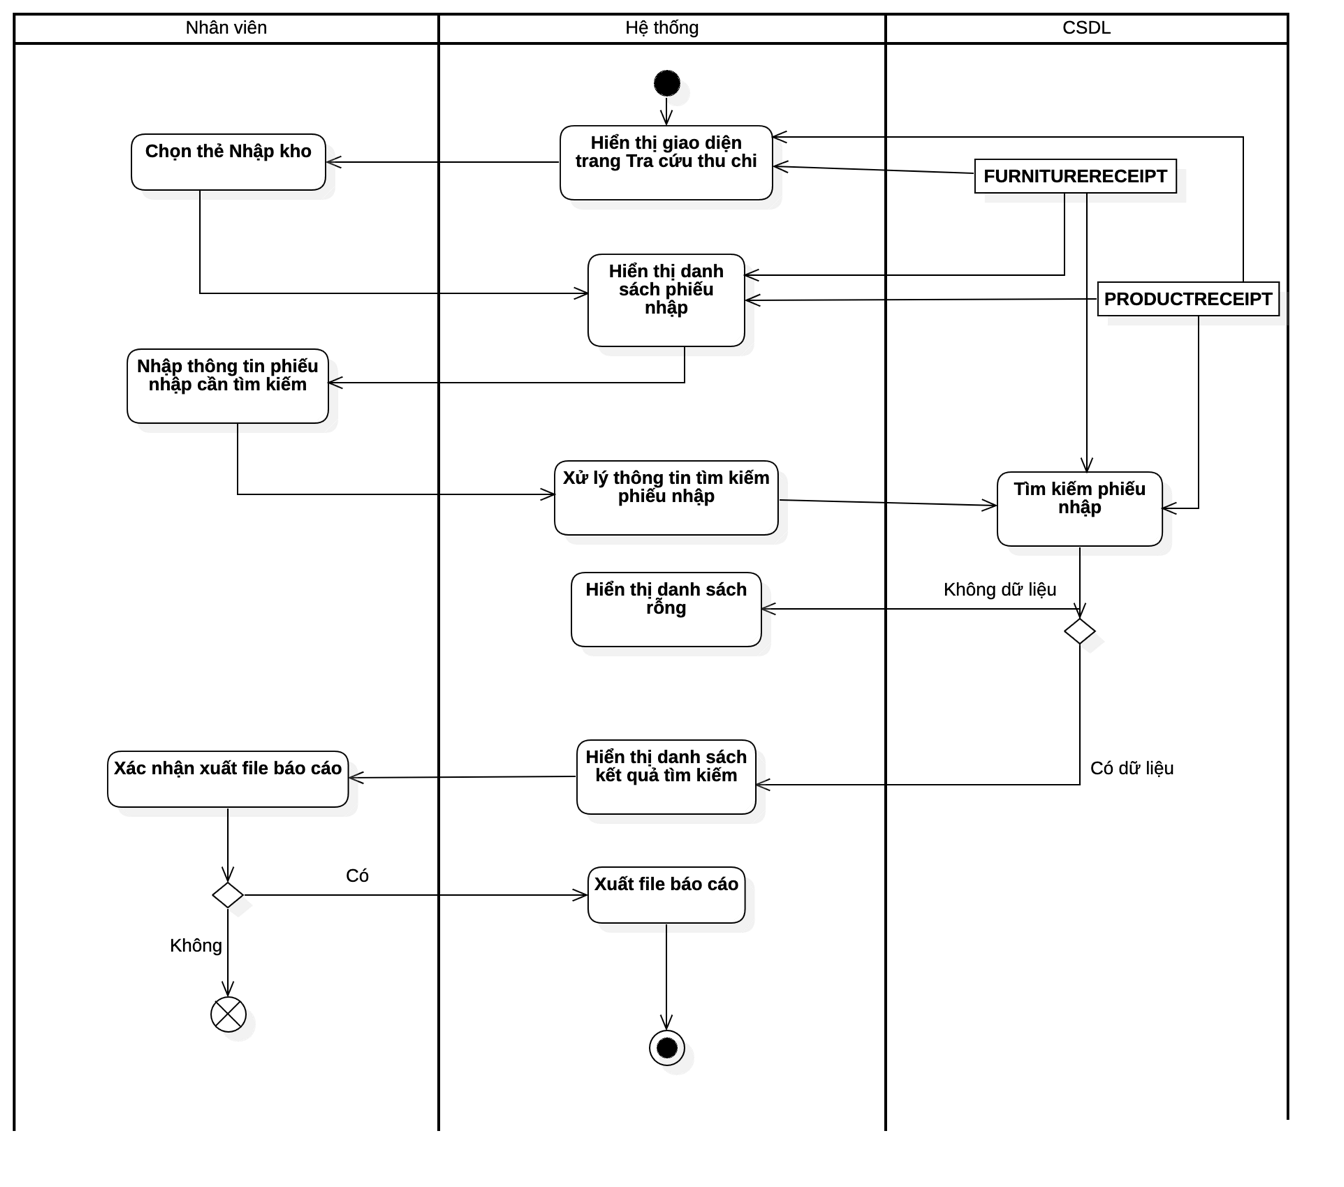 Nhân viên
Hệ thống
CSDL
Hiển thị giao diện
trang Tra cứu thu chi
Chọn thẻ Nhập kho
FURNITURERECEIPT
Hiển thị danh
sách phiếu
nhập
PRODUCTRECEIPT
Nhập thông tin phiếu
nhập cần tìm kiếm
Xử lý thông tin tìm kiếm
phiếu nhập
Tìm kiếm phiếu
nhập
Hiển thị danh sách
rỗng
Không dữ liệu
Hiển thị danh sách
kết quả tìm kiếm
Xác nhận xuất file báo cáo
Có dữ liệu
Có
Xuất file báo cáo
Không